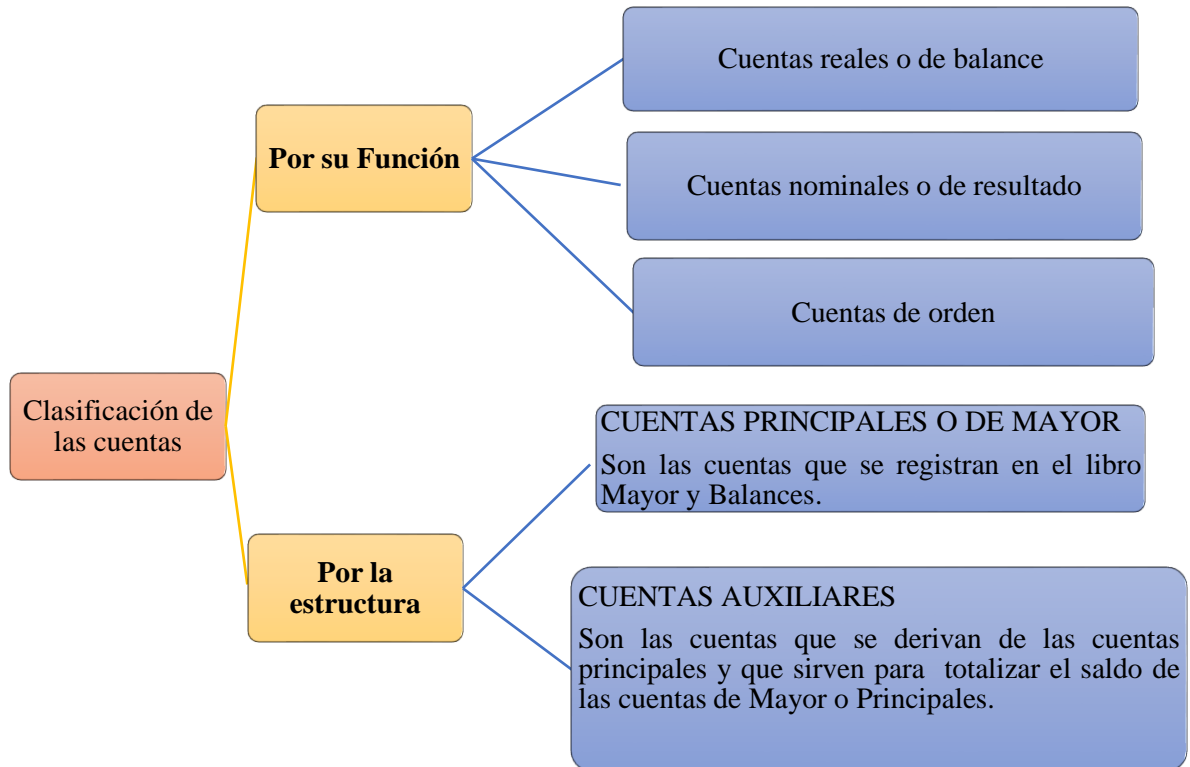 Clasificación de
las cuentas
Por su Función
Cuentas reales o de balance
Cuentas nominales o de resultado
Cuentas de orden
Por la
estructura
CUENTAS PRINCIPALES O DE MAYOR
Son las cuentas que se registran en el libro
Mayor y Balances.
CUENTAS AUXILIARES
Son las cuentas que se derivan de las cuentas
principales y que sirven para totalizar el saldo de
las cuentas de Mayor o Principales.